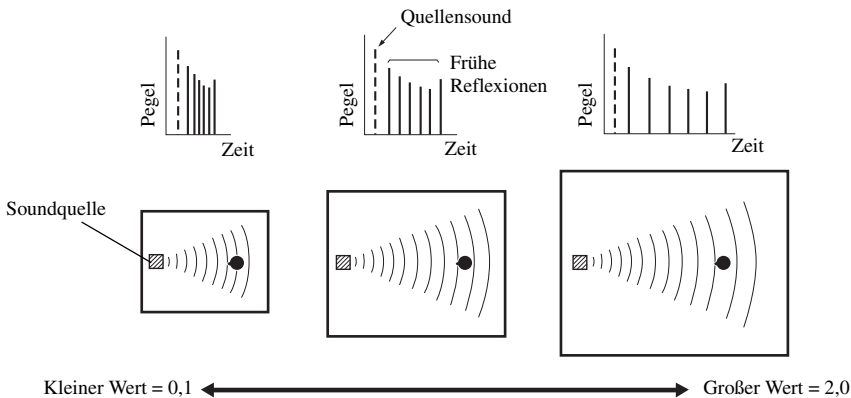 Quellensound
Frühe
Reflexionen
Pegel
Zeit
Pegel
Zeit
Pegel
Zeit
Soundquelle
Kleiner Wert = 0,1
Großer Wert = 2,0